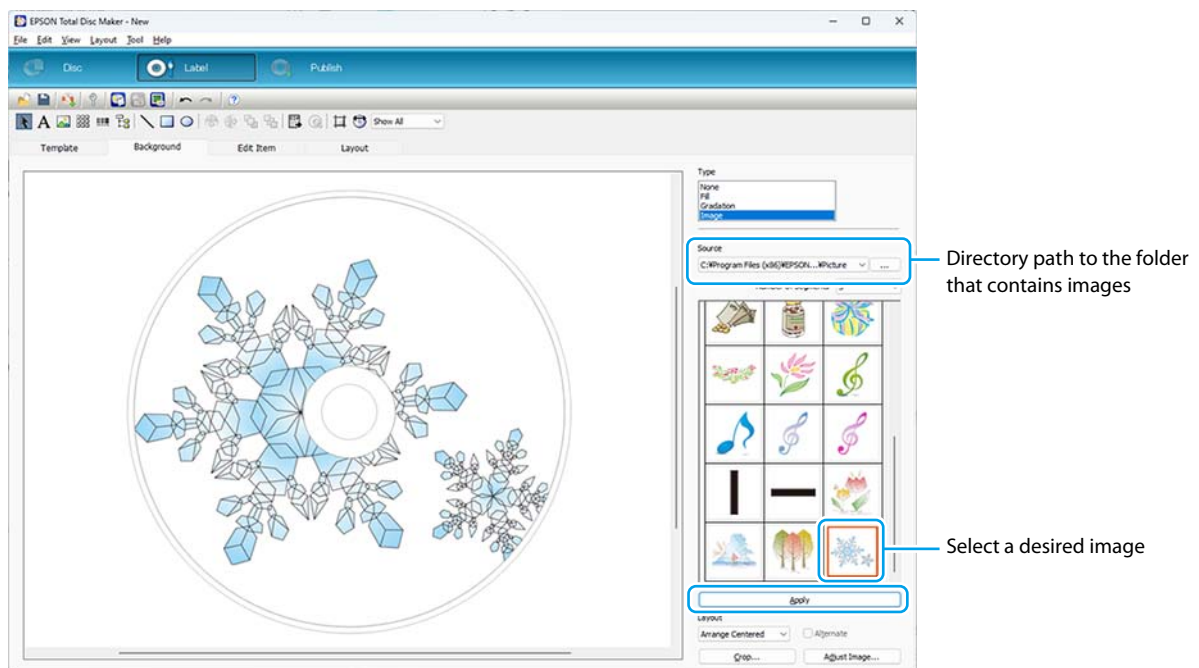 EPSON Total Disc Maker - New
File Edit View Layout Tool Help
Disc Label Publish
Show All
Template Background Edit Item Layout
Type
None
Fill
Gradation
Image
Source
C:¥Program Files (x86)¥EPSON...¥Picture ...
Directory path to the folder
that contains images
Select a desired image
Apply
Layout
Arrange Centered Alternate
Crop... Adjust Image...